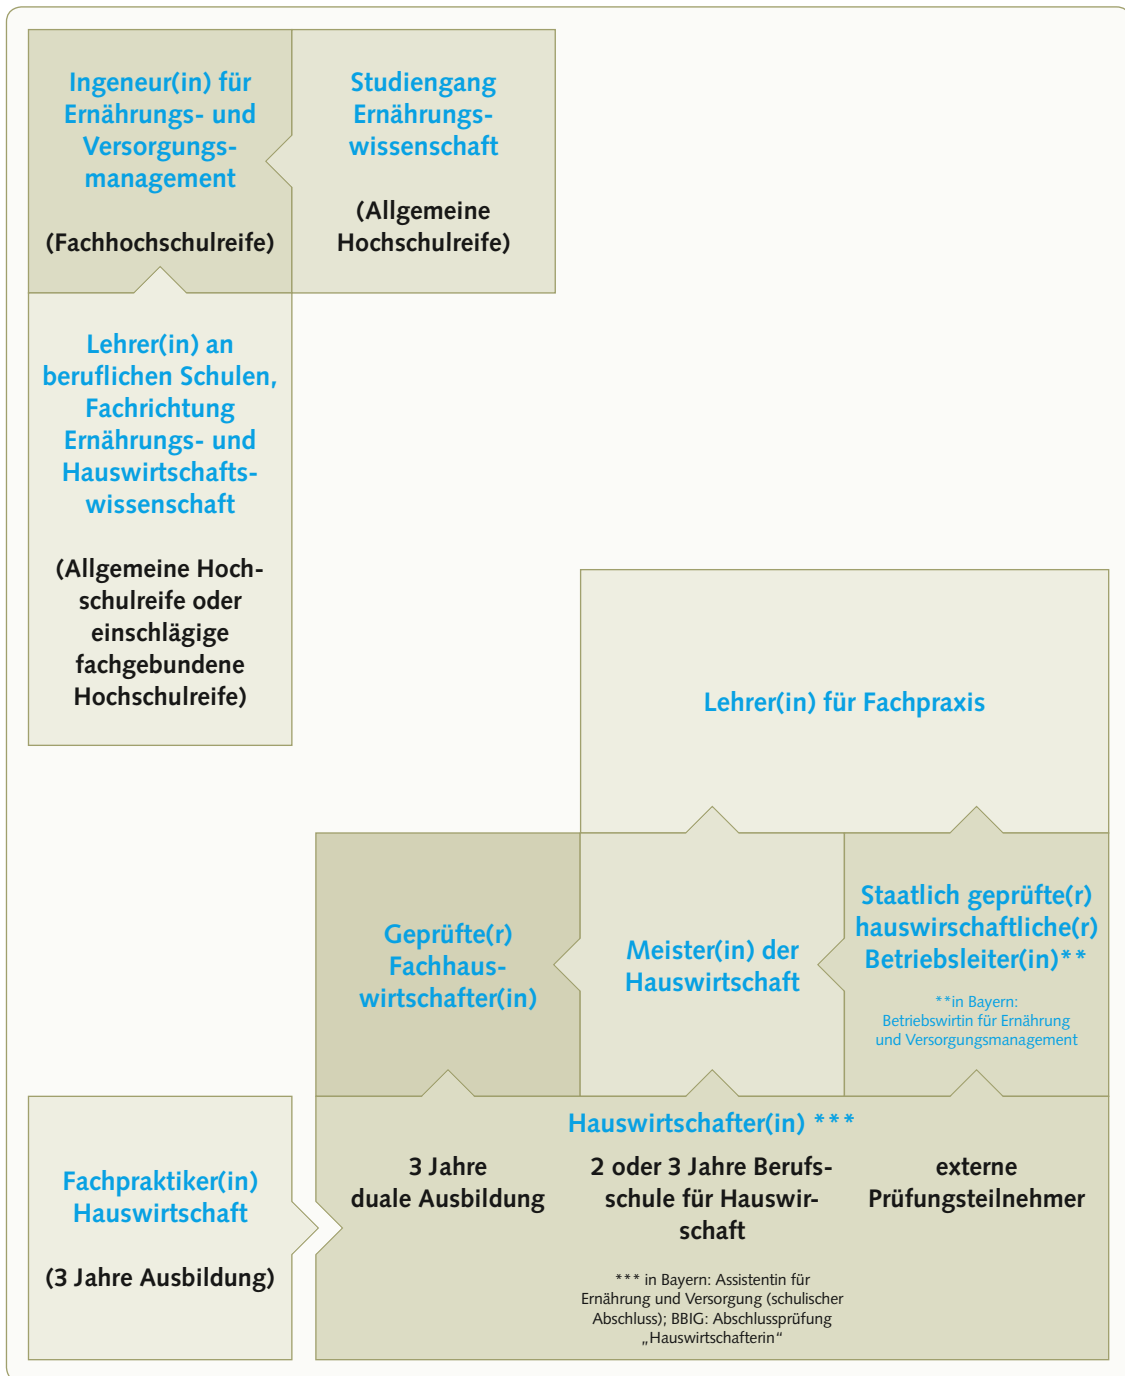 Ingeneur(in) für
Ernährungs- und
Versorgungs-
management
(Fachhochschulreife)
Studiengang
Ernährungs-
wissenschaft
(Allgemeine
Hochschulreife)
Lehrer(in) an
beruflichen Schulen,
Fachrichtung
Ernährungs- und
Hauswirtschafts-
wissenschaft
(Allgemeine Hoch-
schulreife oder
einschlägige
fachgebundene
Hochschulreife)
Lehrer(in) für Fachpraxis
Geprüfte(r)
Fachhaus-
wirtschafter(in)
Meister(in) der
Hauswirtschaft
Staatlich geprüfte(r)
hauswirschaftliche(r)
Betriebsleiter(in)**
**in Bayern:
Betriebswirtin für Ernährung
und Versorgungsmanagement
Fachpraktiker(in)
Hauswirtschaft
(3 Jahre Ausbildung)
Hauswirtschafter(in) ***
3 Jahre
duale Ausbildung
2 oder 3 Jahre Berufs-
schule für Hauswir-
schaft
externe
Prüfungsteilnehmer
*** in Bayern: Assistentin für
Ernährung und Versorgung (schulischer
Abschluss); BBIG: Abschlussprüfung
„Hauswirtschafterin“